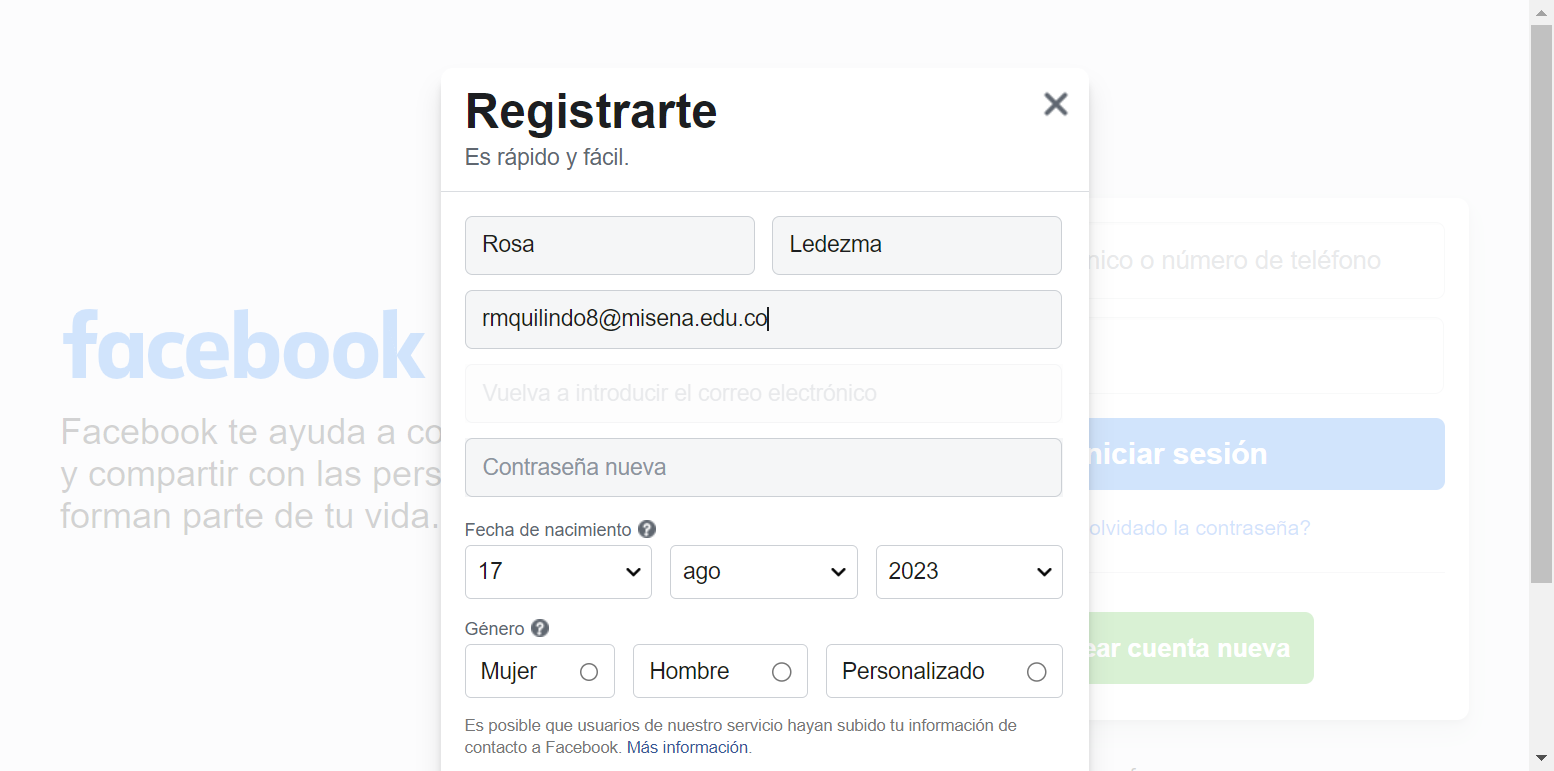 Registrarte
Es rápido y fácil.
Rosa
Ledezma
rmquilindo8@misena.edu.co
Vuelva a introducir el correo electrónico
Contraseña nueva
Fecha de nacimiento
17
ago
2023
Género
Mujer
Hombre
Personalizado
Es posible que usuarios de nuestro servicio hayan subido tu información de
contacto a Facebook. Más información.
facebook
Facebook te ayuda a co
y compartir con las pers
forman parte de tu vida.
nico o número de teléfono
niciar sesión
olvidado la contraseña?
ear cuenta nueva